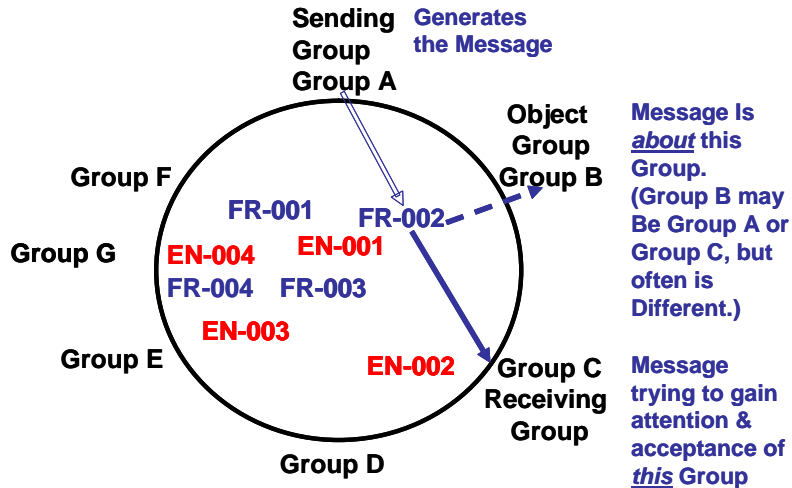 Sending
Group
Group A
Generates
the Message
Object
Group
Group B
Message Is
about this
Group.
(Group B may
Be Group A or
Group C, but
often is
Different.)
Group F
FR-001
FR-002
Group G
EN-004
EN-001
FR-004
FR-003
EN-003
Group E
EN-002
Group C
Receiving
Group
Message
trying to gain
attention &
acceptance of
this Group
Group D